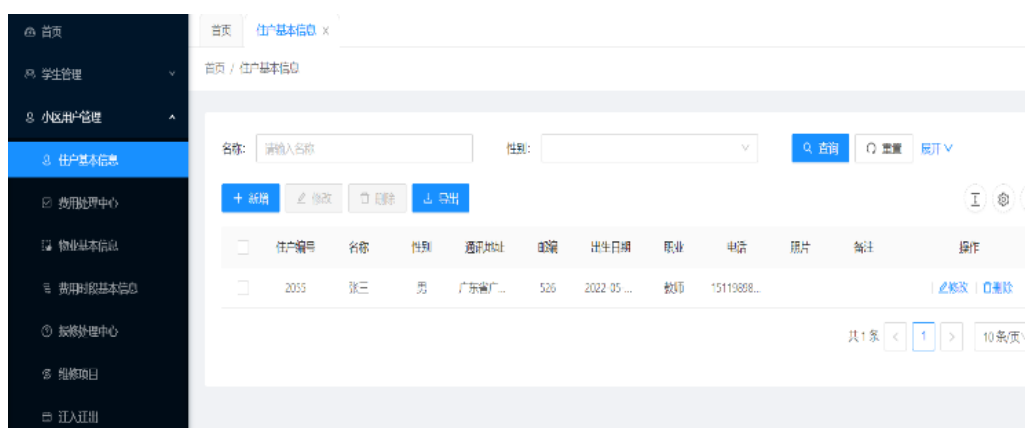 首页
学生管理
小区用户管理
住户基本信息
费用处理中心
物业基本信息
费用时段基本信息
报修处理中心
维修项目
迁入迁出
首页 住户基本信息 ×
首页 / 住户基本信息
名称: 请输入名称 性别: 查询 重置 展开
+ 新增 修改 删除 导出
住户编号 名称 性别 通讯地址 邮编 出生日期 职业 电话 照片 备注 操作
2035 张三 男 广东省广... 526 2022-05-... 教师 15119898... 修改 删除
共1条 < 1 > 10条/页